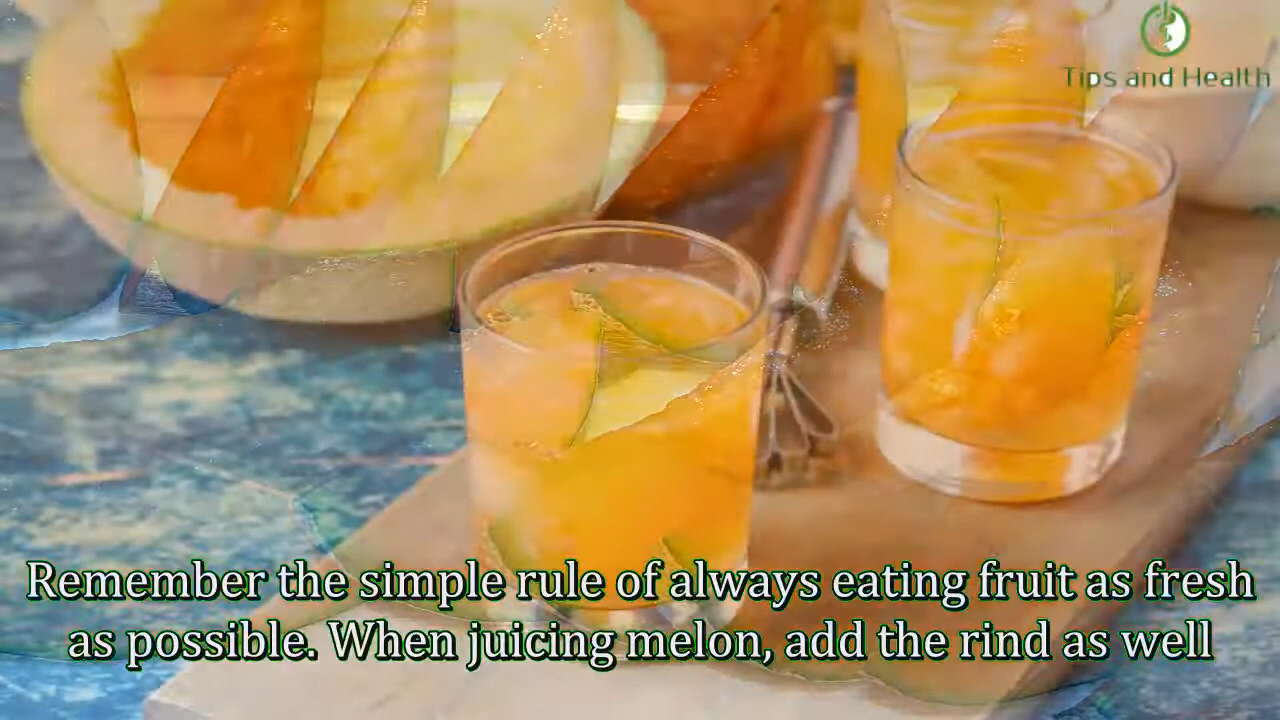 Tips and Health
Remember the simple rule of always eating fruit as fresh
as possible. When juicing melon, add the rind as well